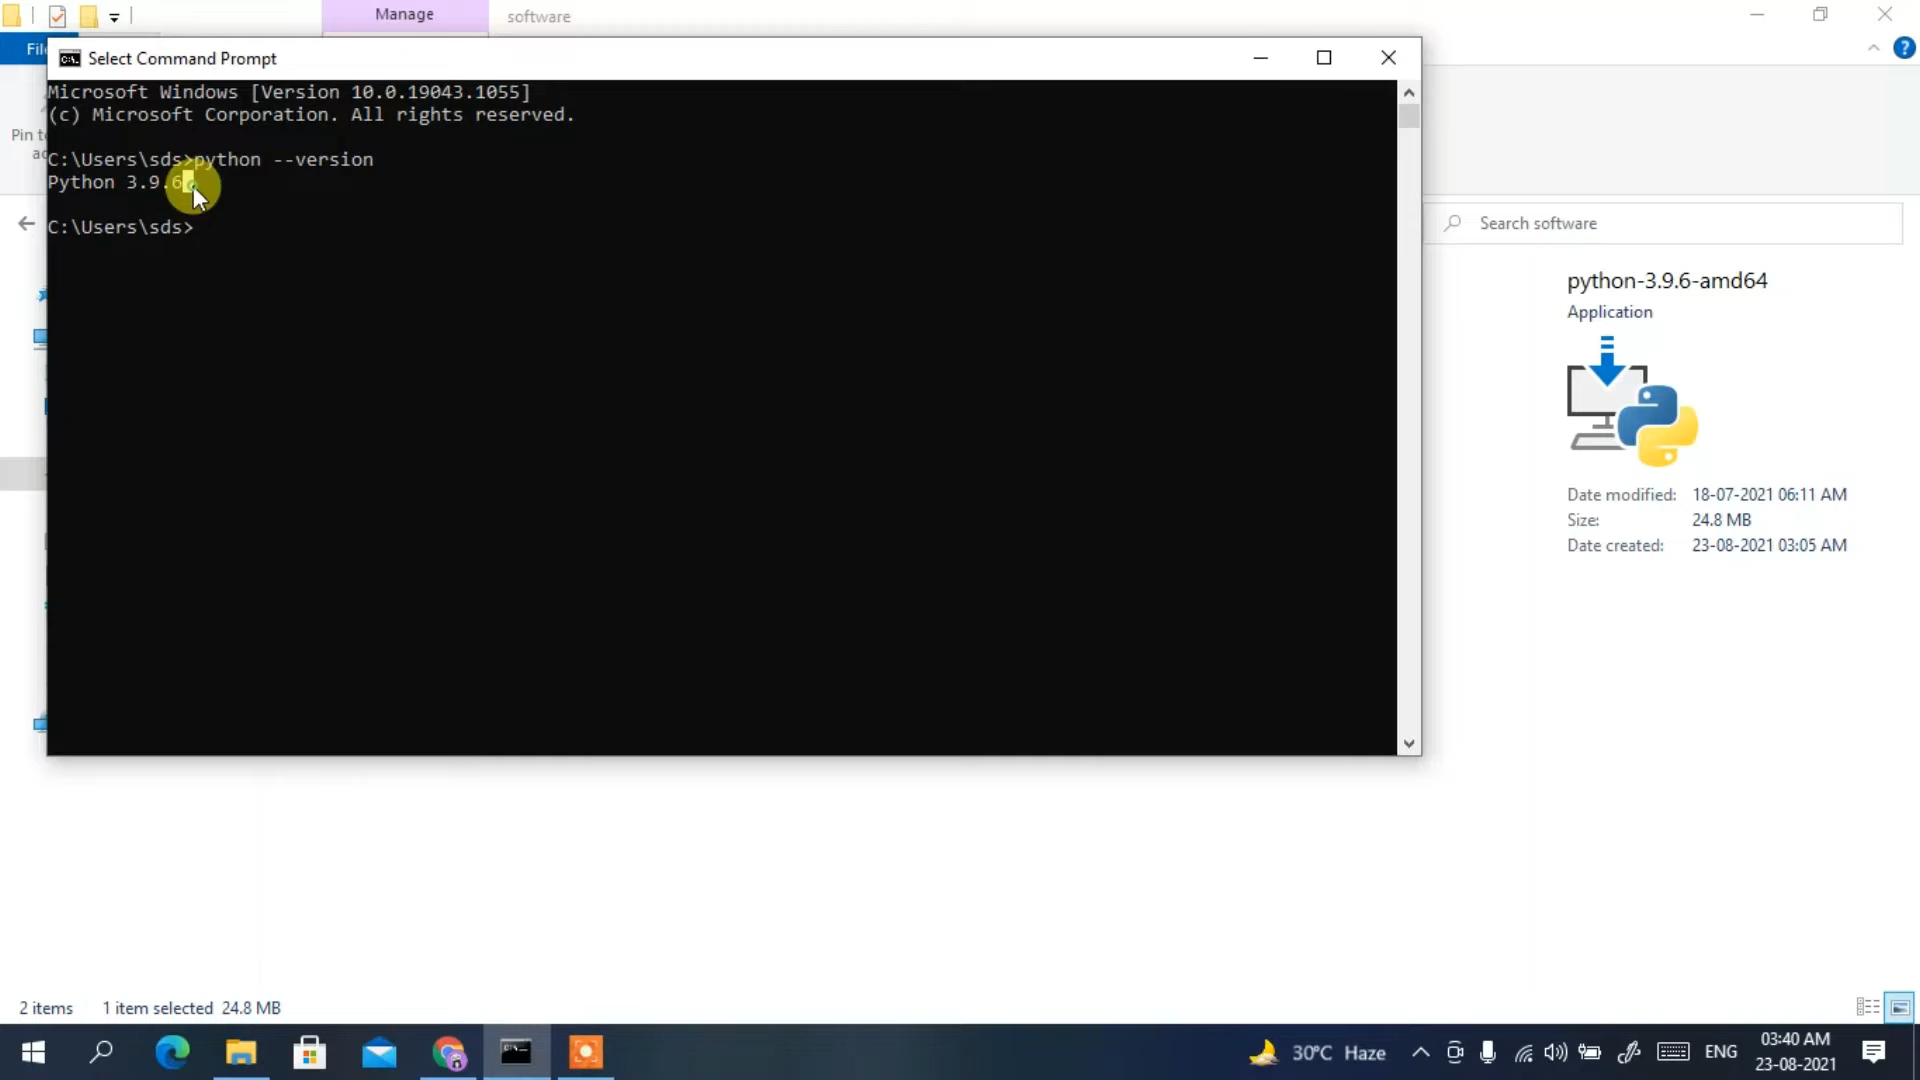 Manage
software
File
Select Command Prompt
Microsoft Windows [Version 10.0.19043.1055]
(c) Microsoft Corporation. All rights reserved.
C:\Users\sds>python --version
Python 3.9.6
C:\Users\sds>
Pin to
Search software
python-3.9.6-amd64
Application
Date modified: 18-07-2021 06:11 AM
Size: 24.8 MB
Date created: 23-08-2021 03:05 AM
2 items 1 item selected 24.8 MB
30°C Haze
ENG
03:40 AM
23-08-2021